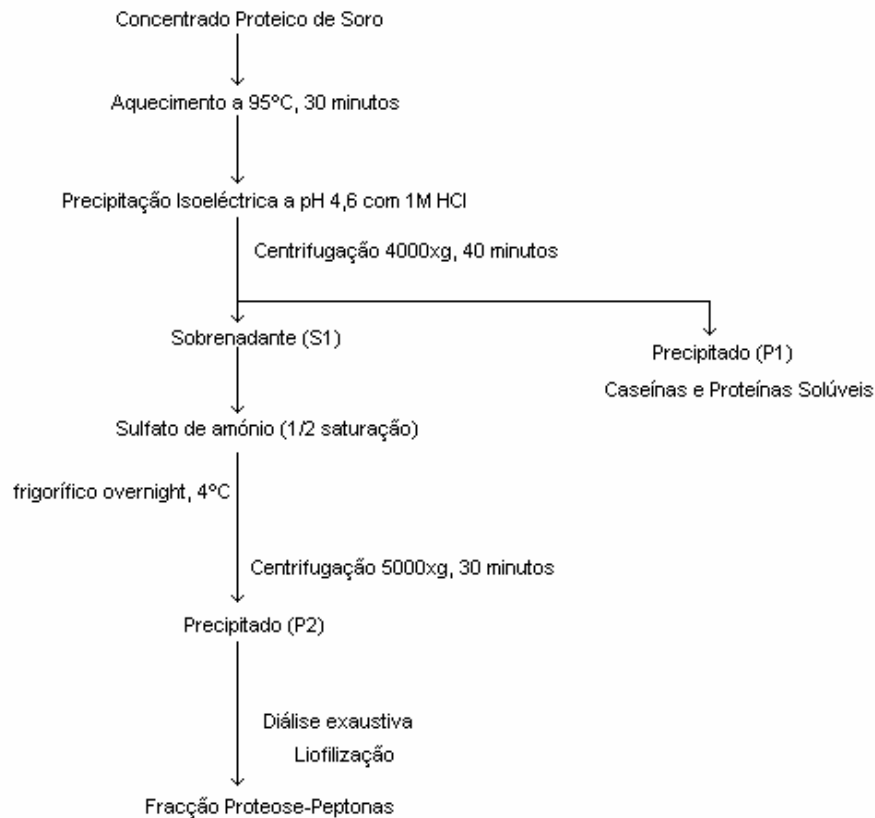 Concentrado Proteico de Soro
Aquecimento a 95ºC, 30 minutos
Precipitação Isoeléctrica a pH 4,6 com 1M HCl
Centrifugação 4000xg, 40 minutos
Sobrenadante (S1)
Precipitado (P1)
Caseínas e Proteínas Solúveis
Sulfato de amónio (1/2 saturação)
frigorífico overnight, 4ºC
Centrifugação 5000xg, 30 minutos
Precipitado (P2)
Diálise exaustiva
Liofilização
Fracção Proteose-Peptonas